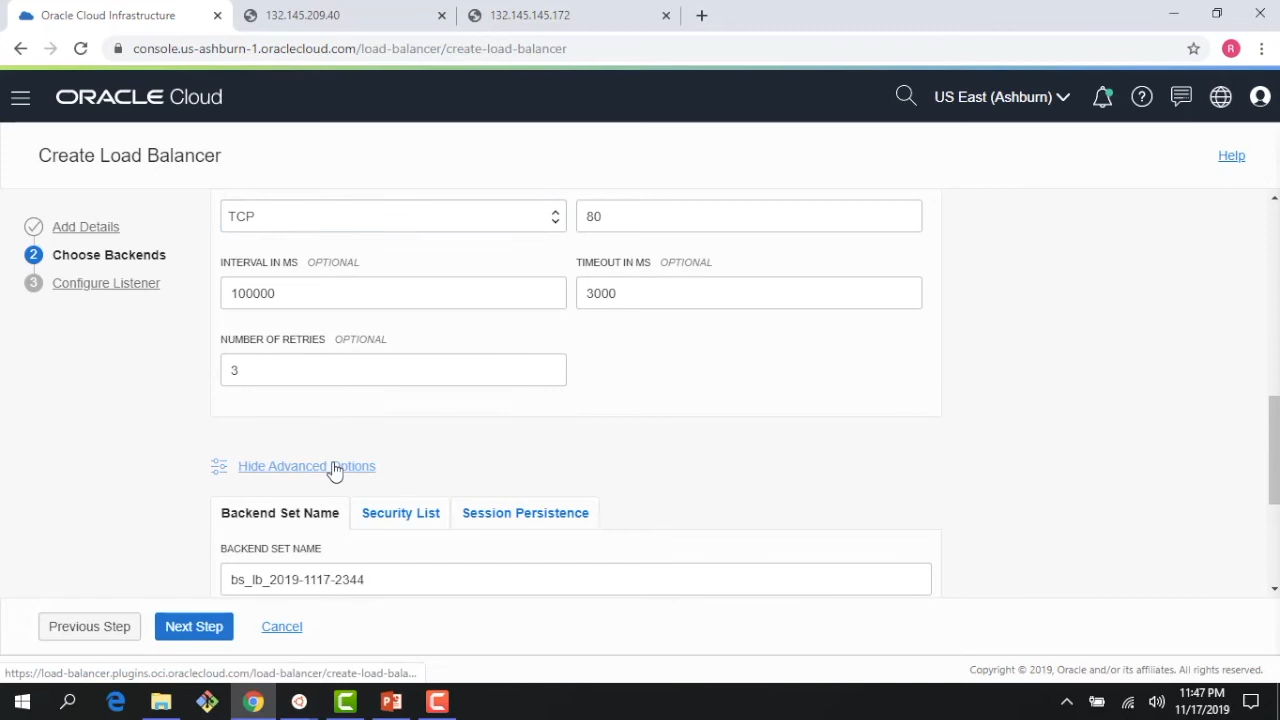 Oracle Cloud Infrastructure
132.145.209.40
132.145.145.172
console.us-ashburn-1.oraclecloud.com/load-balancer/create-load-balancer
R
ORACLE Cloud
US East (Ashburn)
Create Load Balancer
Help
Add Details
2 Choose Backends
3 Configure Listener
TCP
80
INTERVAL IN MS OPTIONAL
TIMEOUT IN MS OPTIONAL
100000
3000
NUMBER OF RETRIES OPTIONAL
3
Hide Advanced Options
Backend Set Name
Security List
Session Persistence
BACKEND SET NAME
bs_lb_2019-1117-2344
Previous Step
Next Step
Cancel
https://load-balancer.plugins.oci.oraclecloud.com/load-balancer/create-load-bala...
Copyright © 2019, Oracle and/or its affiliates. All rights reserved.
11:47 PM
11/17/2019